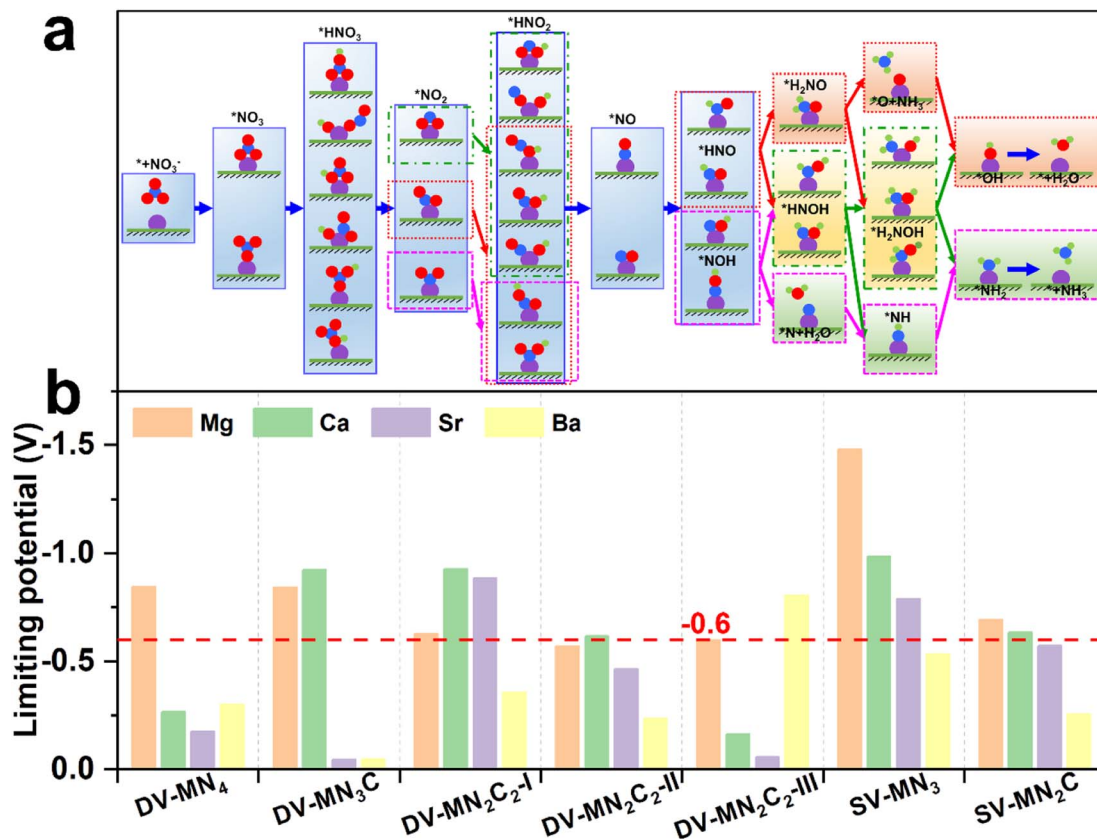 a
*+NO₃⁻
*NO₃
*HNO₃
*NO₂
*HNO₂
*NO
*HNO
*NOH
*H₂NO
*HNOH
*N+H₂O
*O+NH₃
*H₂NOH
*NH
*OH
*+H₂O
*NH₂
*+NH₃
b
Mg
Ca
Sr
Ba
Limiting potential (V)
-1.5
-1.0
-0.5
0.0
-0.6
DV-MN₄
DV-MN₃C
DV-MN₂C₂-I
DV-MN₂C₂-II
DV-MN₂C₂-III
SV-MN₃
SV-MN₂C